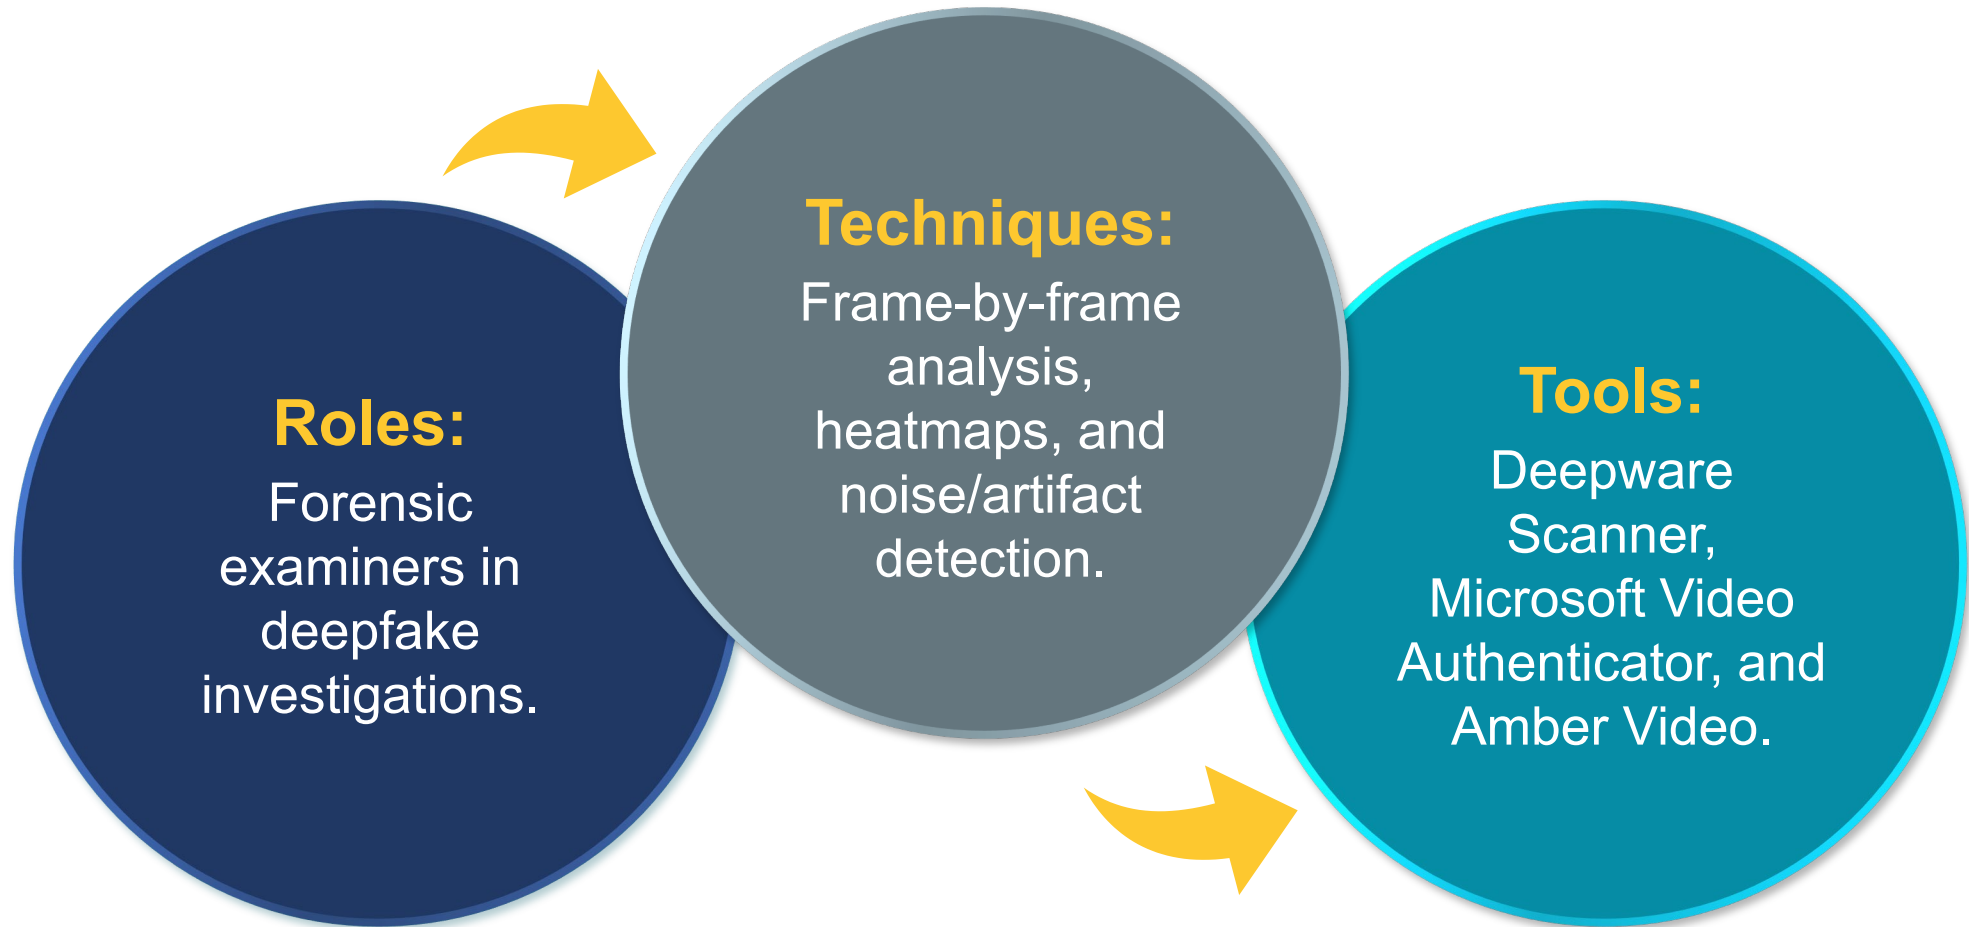 Roles:
Forensic
examiners in
deepfake
investigations.
Techniques:
Frame-by-frame
analysis,
heatmaps, and
noise/artifact
detection.
Tools:
Deepware
Scanner,
Microsoft Video
Authenticator, and
Amber Video.